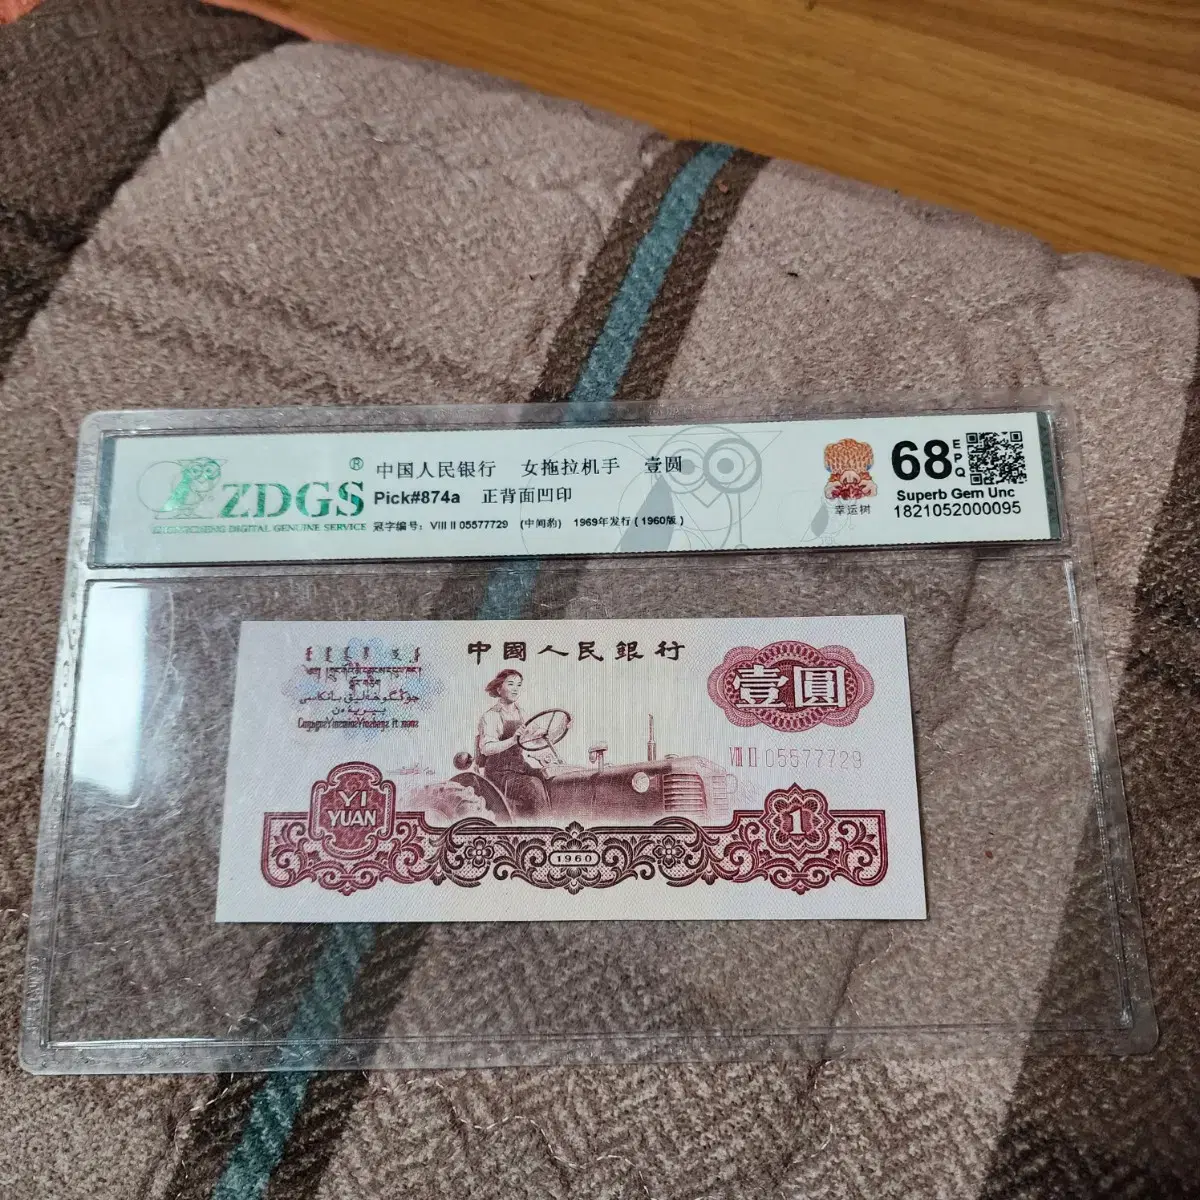 ZDGS®
DIGITAL GENUINE SERVICE
中国人民银行 女拖拉机手 壹圆
Pick#874a 正背面凹印
冠字编号: VIII II 05577729 (中间豹) 1969年发行 (1960版)
幸运树
68 EPQ
Superb Gem Unc
1821052000095
中國人民銀行
壹圓
VIII II 05577729
YI
YUAN
1
1960